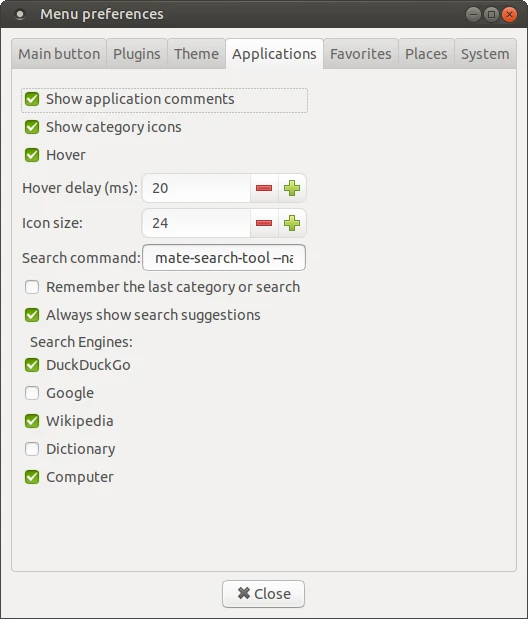 Menu preferences
Main button Plugins Theme Applications Favorites Places System
Show application comments
Show category icons
Hover
Hover delay (ms): 20
Icon size: 24
Search command: mate-search-tool --na
Remember the last category or search
Always show search suggestions
Search Engines:
DuckDuckGo
Google
Wikipedia
Dictionary
Computer
Close